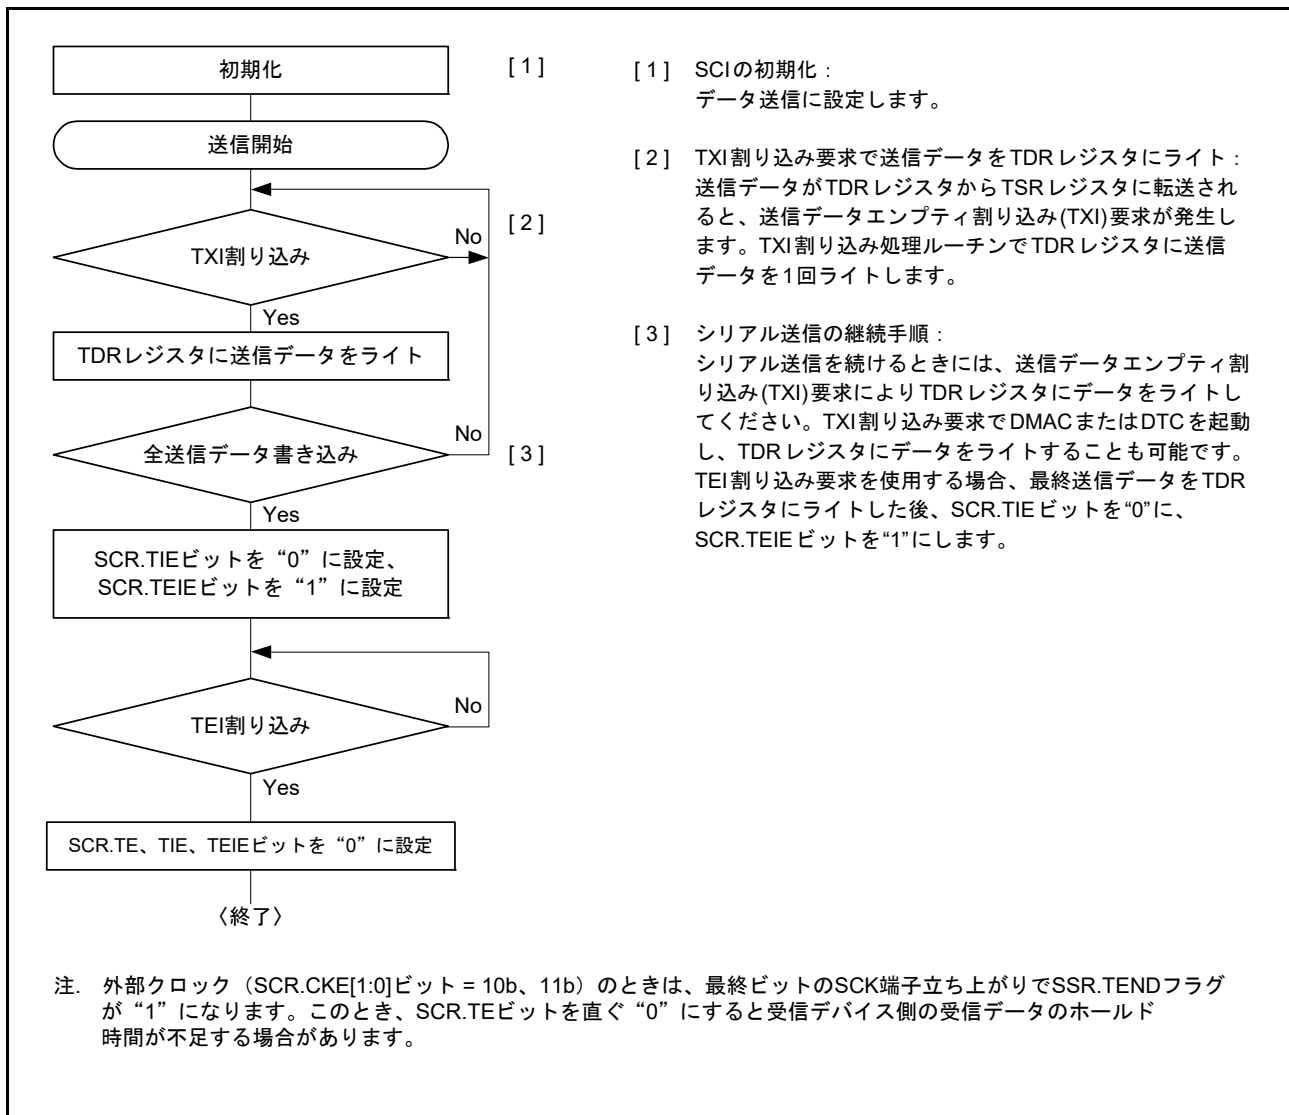 初期化
[ 1 ]
送信開始
TXI割り込み
No
[ 2 ]
Yes
TDRレジスタに送信データをライト
全送信データ書き込み
No
[ 3 ]
Yes
SCR.TIEビットを“0”に設定、
SCR.TEIEビットを“1”に設定
TEI割り込み
No
Yes
SCR.TE、TIE、TEIEビットを“0”に設定
〈終了〉
[ 1 ] SCIの初期化：
データ送信に設定します。
[ 2 ] TXI割り込み要求で送信データをTDRレジスタにライト：
送信データがTDRレジスタからTSRレジスタに転送され
ると、送信データエンプティ割り込み(TXI)要求が発生し
ます。TXI割り込み処理ルーチンでTDRレジスタに送信
データを1回ライトします。
[ 3 ] シリアル送信の継続手順：
シリアル送信を続けるときには、送信データエンプティ割
り込み(TXI)要求によりTDRレジスタにデータをライトし
てください。TXI割り込み要求でDMACまたはDTCを起動
し、TDRレジスタにデータをライトすることも可能です。
TEI割り込み要求を使用する場合、最終送信データをTDR
レジスタにライトした後、SCR.TIEビットを“0”に、
SCR.TEIEビットを“1”にします。
注. 外部クロック（SCR.CKE[1:0]ビット = 10b、11b）のときは、最終ビットのSCK端子立ち上がりでSSR.TENDフラグ
が“1”になります。このとき、SCR.TEビットを直ぐ“0”にすると受信デバイス側の受信データのホールド
時間が不足する場合があります。